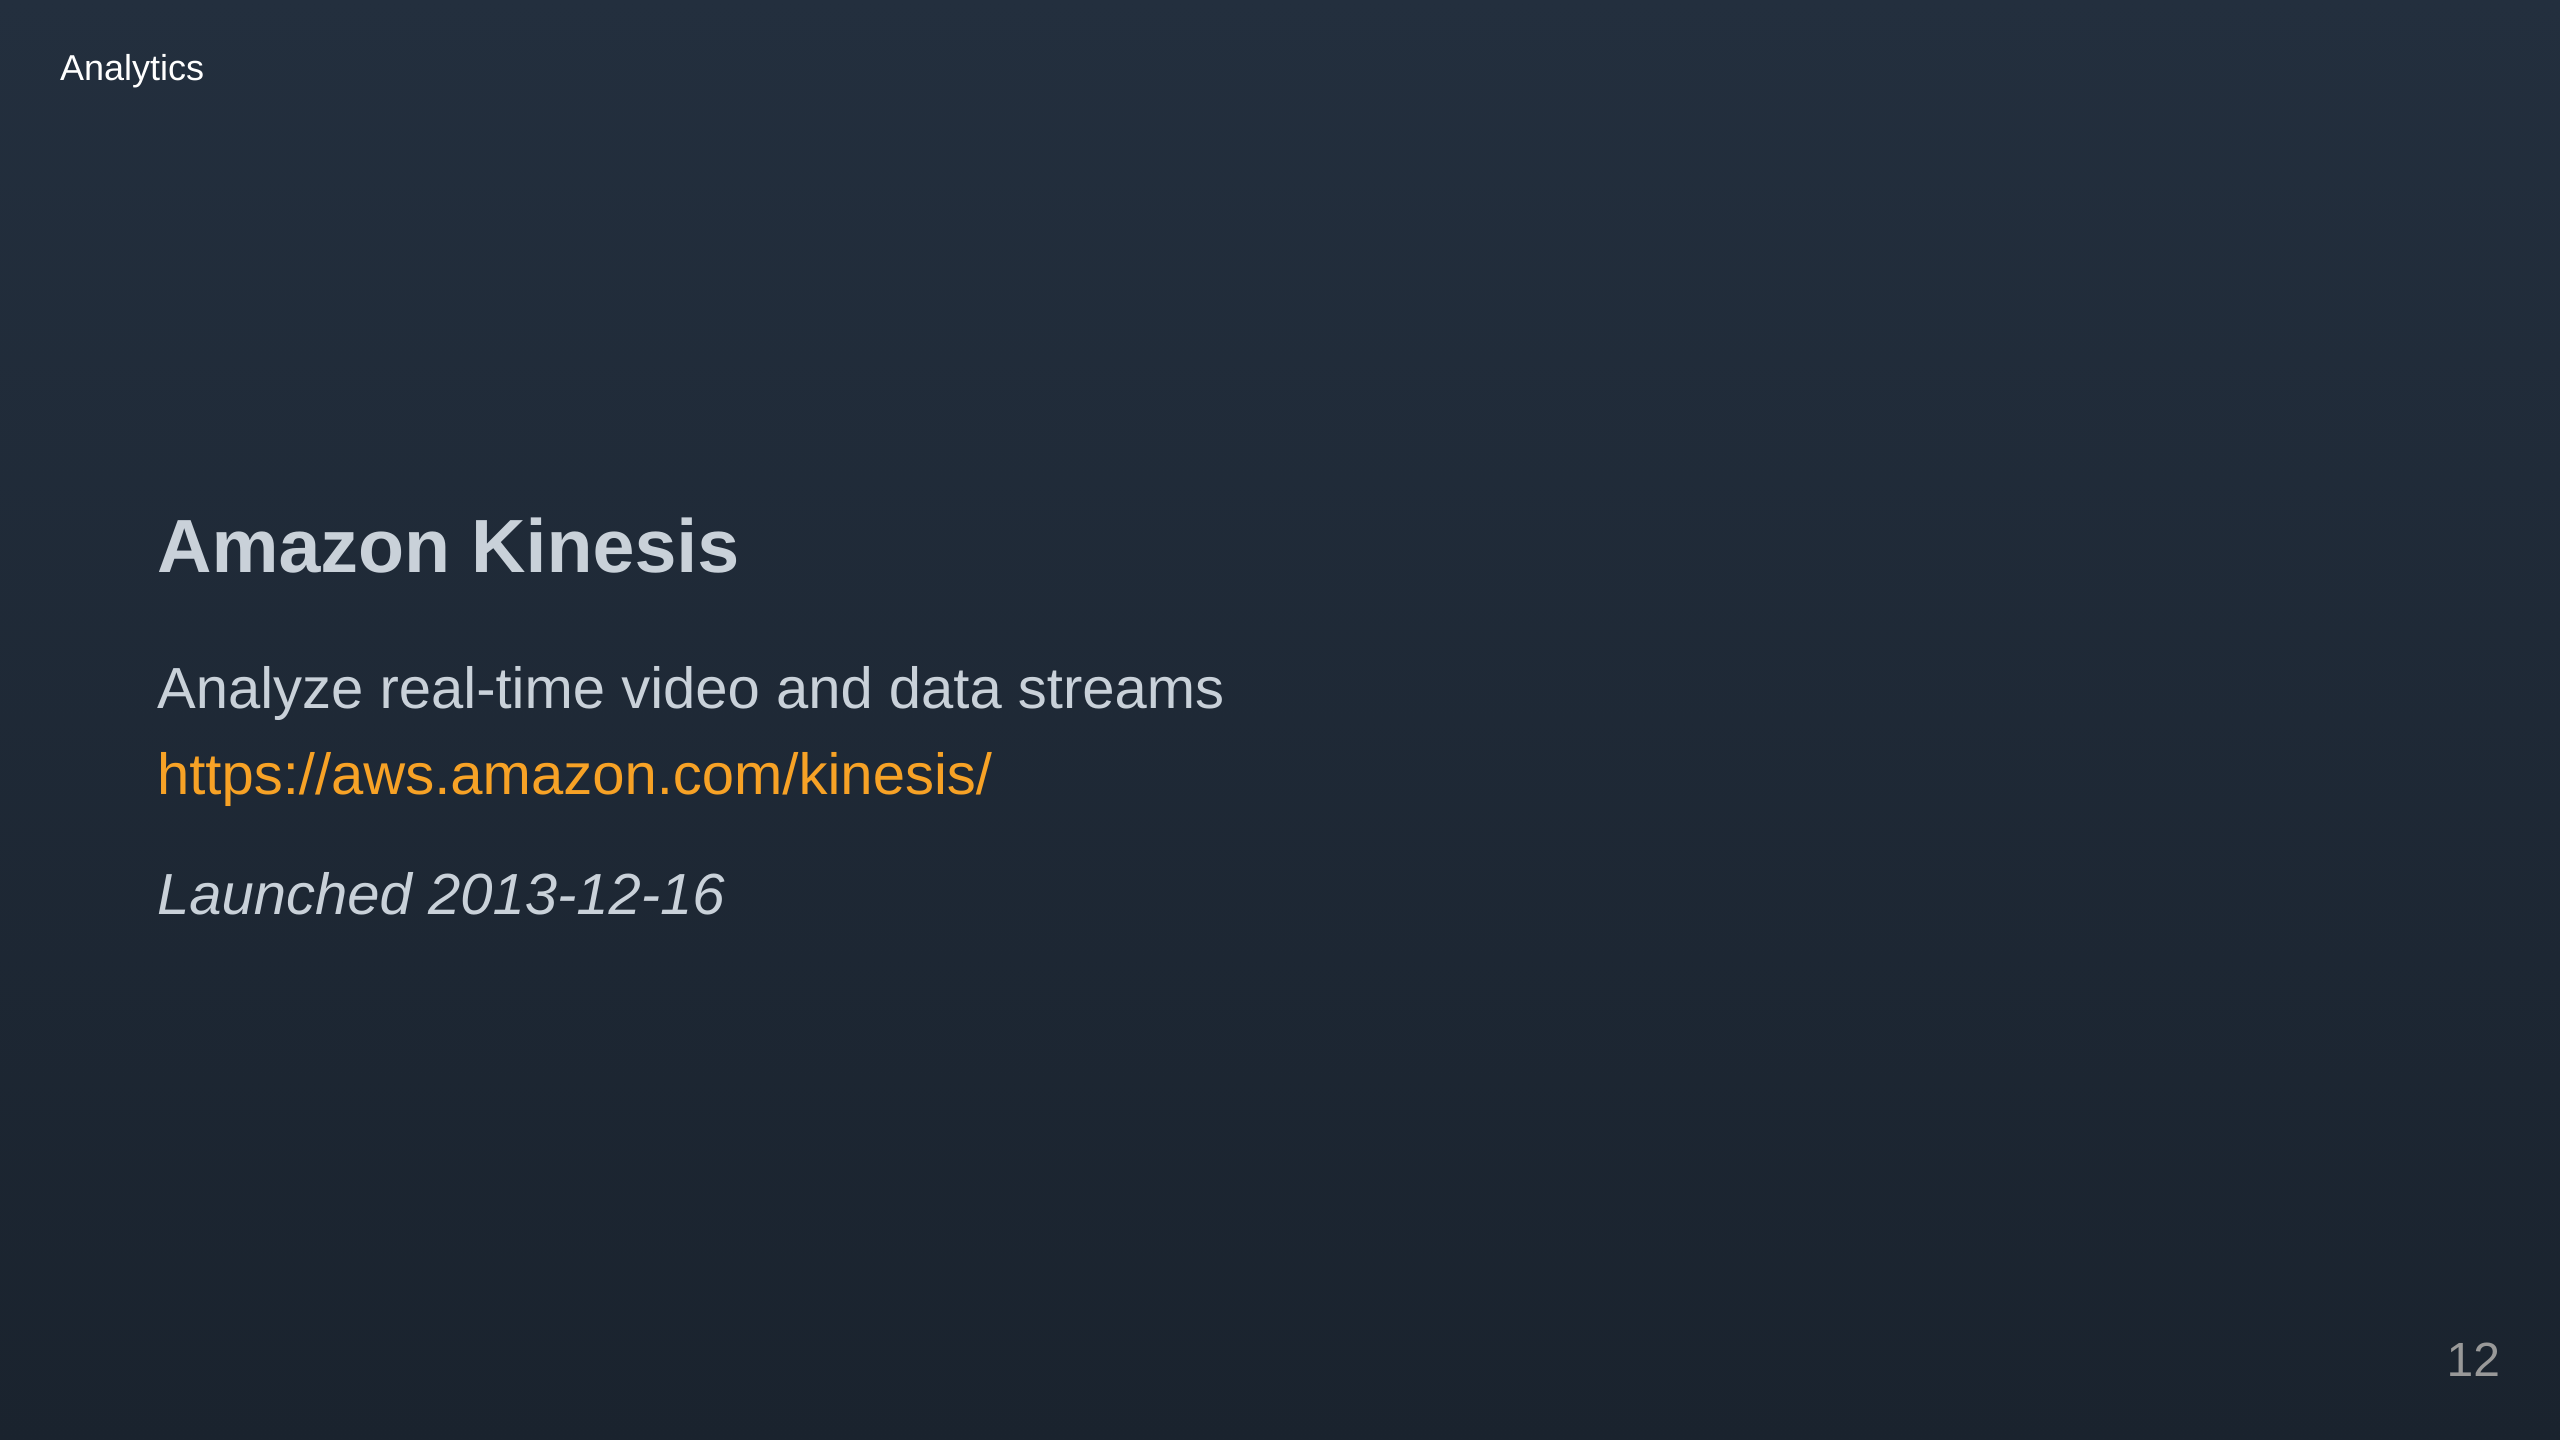 Analytics
Amazon Kinesis
Analyze real-time video and data streams
https://aws.amazon.com/kinesis/
Launched 2013-12-16
12